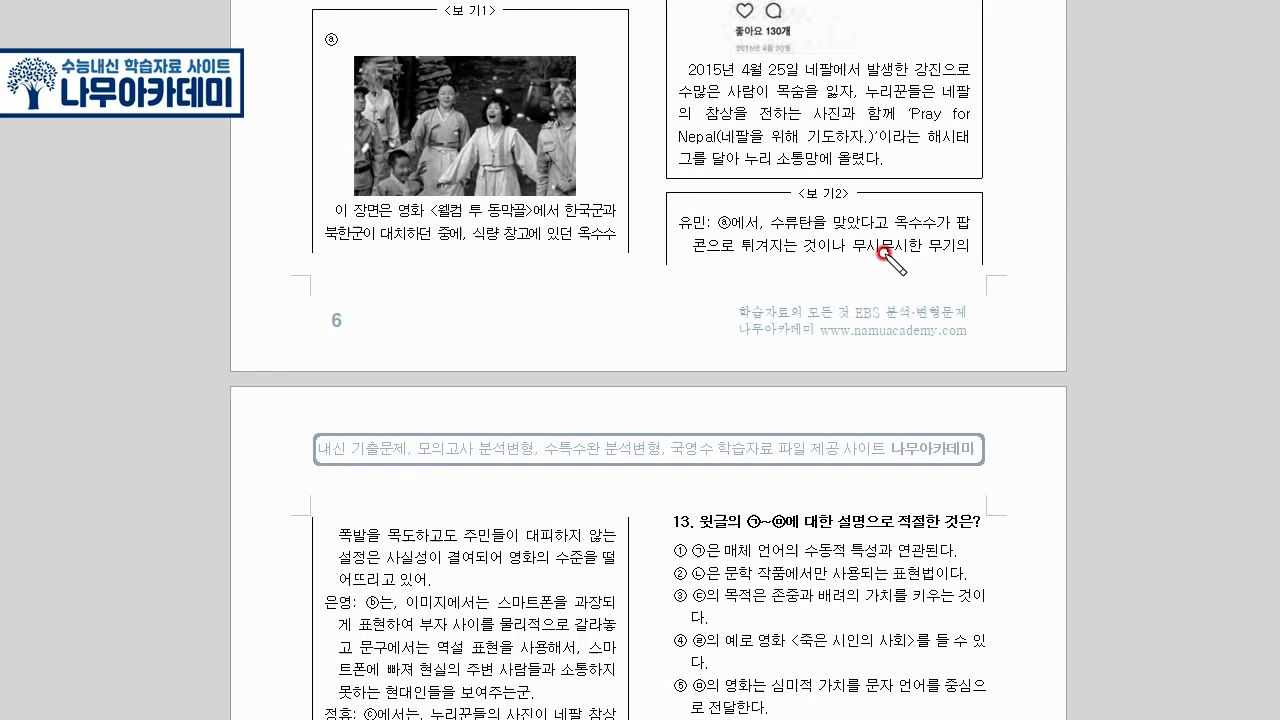 수능내신 학습자료 사이트
나무아카데미
<보 기1>
ⓐ
이 장면은 영화 <웰컴 투 동막골>에서 한국군과
북한군이 대치하던 중에, 식량 창고에 있던 옥수수
좋아요 130개
2015년 4월 30일
2015년 4월 25일 네팔에서 발생한 강진으로
수많은 사람이 목숨을 잃자, 누리꾼들은 네팔
의 참상을 전하는 사진과 함께 ‘Pray for
Nepal(네팔을 위해 기도하자.)’이라는 해시태
그를 달아 누리 소통망에 올렸다.
<보 기2>
유민: ⓐ에서, 수류탄을 맞았다고 옥수수가 팝
콘으로 튀겨지는 것이나 무시무시한 무기의
6
학습자료의 모든 것 EBS 분석·변형문제
나무아카데미 www.namuacademy.com
내신 기출문제, 모의고사 분석변형, 수특수완 분석변형, 국영수 학습자료 파일 제공 사이트 나무아카데미
폭발을 목도하고도 주민들이 대피하지 않는
설정은 사실성이 결여되어 영화의 수준을 떨
어뜨리고 있어.
은영: ⓑ는, 이미지에서는 스마트폰을 과장되
게 표현하여 부자 사이를 물리적으로 갈라놓
고 문구에서는 역설 표현을 사용해서, 스마
트폰에 빠져 현실의 주변 사람들과 소통하지
못하는 현대인들을 보여주는군.
정휴: ⓒ에서는, 누리꾼들의 사진이 네팔 참상
13. 윗글의 ㉠~㉤에 대한 설명으로 적절한 것은?
① ㉠은 매체 언어의 수동적 특성과 연관된다.
② ㉡은 문학 작품에서만 사용되는 표현법이다.
③ ㉢의 목적은 존중과 배려의 가치를 키우는 것이
다.
④ ㉣의 예로 영화 <죽은 시인의 사회>를 들 수 있
다.
⑤ ㉤의 영화는 심미적 가치를 문자 언어를 중심으
로 전달한다.